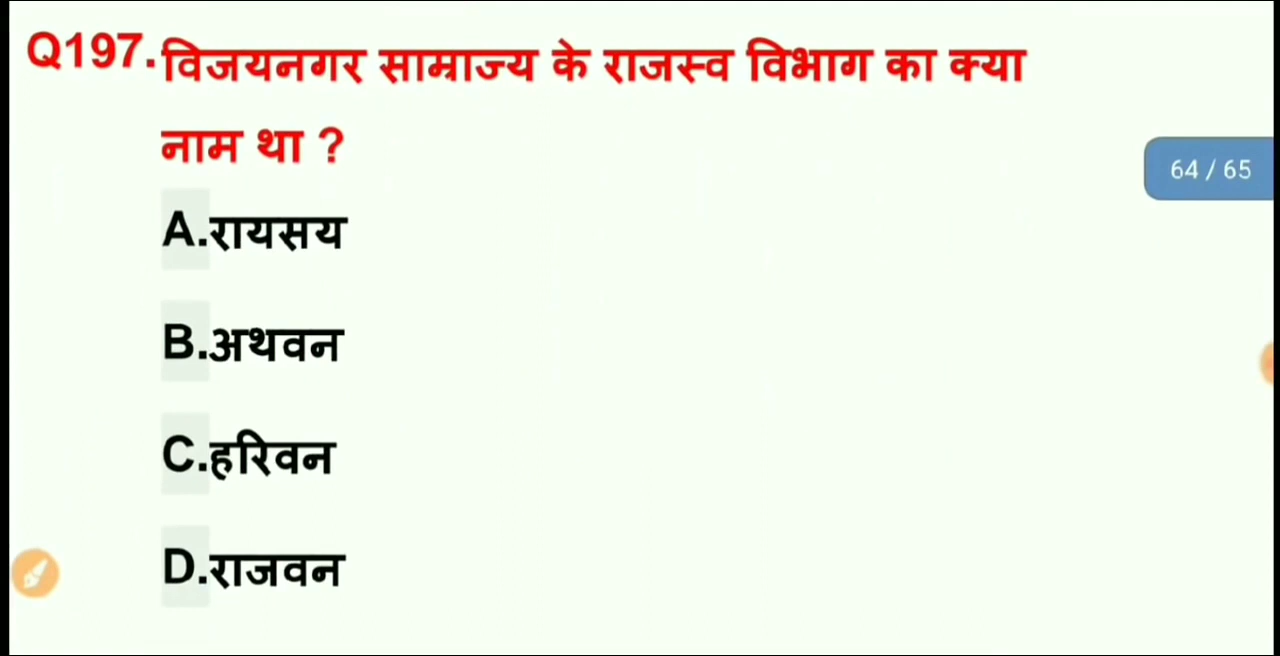 Q197.विजयनगर साम्राज्य के राजस्व विभाग का क्या
नाम था ?
64 / 65
A.रायसय
B.अथवन
C.हरिवन
D.राजवन